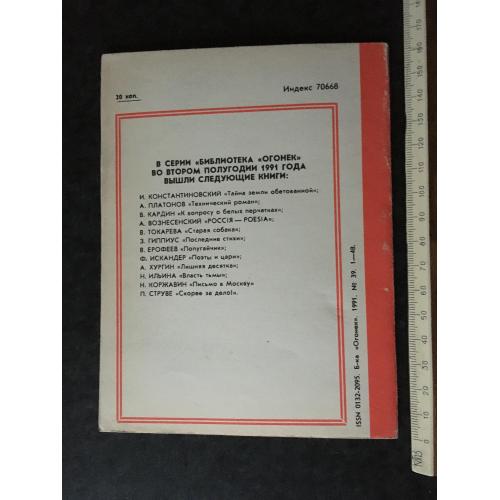 20 коп.
Индекс 70668
В СЕРИИ «БИБЛИОТЕКА «ОГОНЕК»
ВО ВТОРОМ ПОЛУГОДИИ 1991 ГОДА
ВЫШЛИ СЛЕДУЮЩИЕ КНИГИ:
И. КОНСТАНТИНОВСКИЙ «Тайна земли обетованной»;
А. ПЛАТОНОВ «Технический роман»;
В. КАРДИН «К вопросу о белых перчатках»;
А. ВОЗНЕСЕНСКИЙ «РОССIЯ — POESIA»;
В. ТОКАРЕВА «Старая собака»;
З. ГИППИУС «Последние стихи»;
В. ЕРОФЕЕВ «Попугайчик»;
Ф. ИСКАНДЕР «Поэты и цари»;
А. ХУРГИН «Лишняя десятка»;
Н. ИЛЬИНА «Власть тьмы»;
Н. КОРЖАВИН «Письмо в Москву»
П. СТРУВЕ «Скорее за дело!».
ISSN 0132-2095. Б-ка «Огонек». 1991. № 39. 1—48.